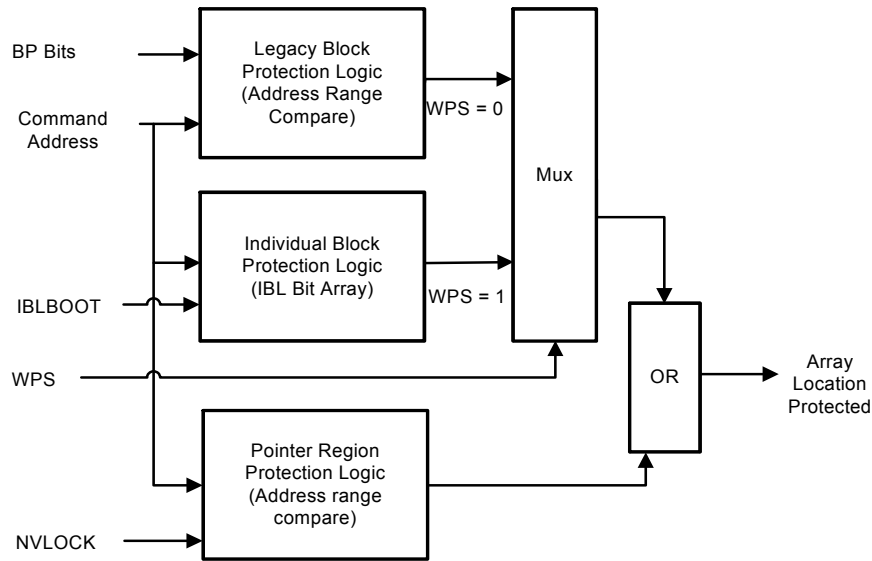 BP Bits
Command
Address
Legacy Block
Protection Logic
(Address Range
Compare)
WPS = 0
Mux
Individual Block
Protection Logic
(IBL Bit Array)
WPS = 1
IBLBOOT
WPS
OR
Array
Location
Protected
Pointer Region
Protection Logic
(Address range
compare)
NVLOCK